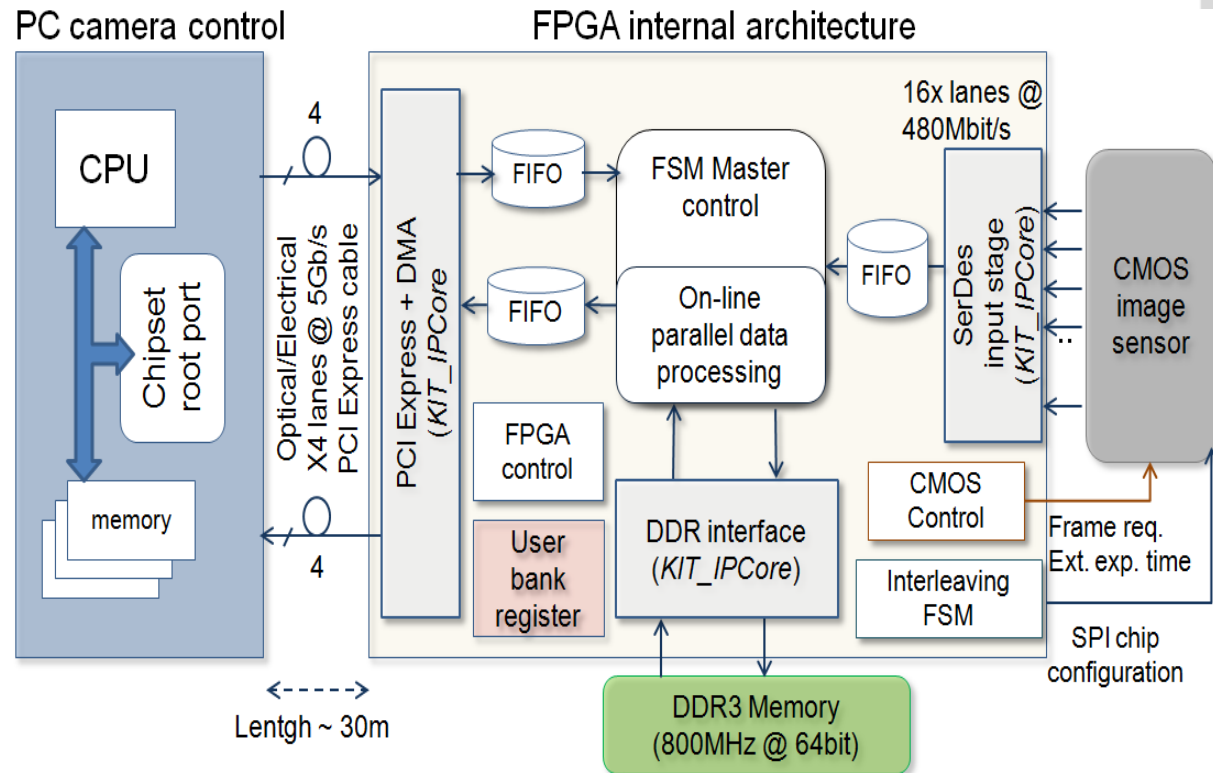 PC camera control
FPGA internal architecture
CPU
Chipset
root port
memory
4
Optical/Electrical
X4 lanes @ 5Gb/s
PCI Express cable
4
Lentgh ~ 30m
PCI Express + DMA
(KIT_IPCore
FIFO
FIFO
FSM Master
control
On-line
parallel data
processing
FIFO
16x lanes @
480Mbit/s
SerDes
input stage
(KIT_IPCore)
..
CMOS
image
sensor
FPGA
control
User
bank
register
DDR interface
(KIT_IPCore)
CMOS
Control
Interleaving
FSM
Frame req.
Ext. exp. time
SPI chip
configuration
DDR3 Memory
(800MHz @ 64bit)